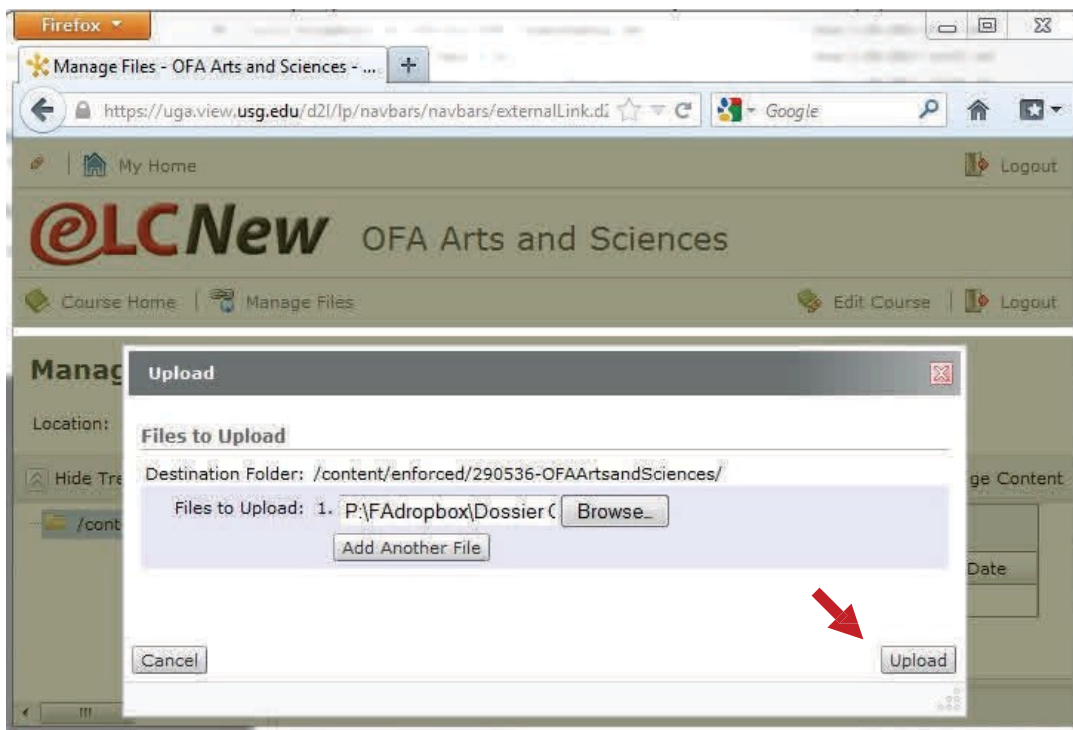 Firefox
Manage Files - OFA Arts and Sciences - ... +
https://uga.view.usg.edu/d2l/lp/navbars/navbars/externalLink.d2 Google
My Home Logout
@LCNew OFA Arts and Sciences
Course Home | Manage Files Edit Course | Logout
Manag
Upload
Location:
Files to Upload
Hide Tre Destination Folder: /content/enforced/290536-OFAArtsandSciences/ ge Content
/cont Files to Upload: 1. P:\FAdropbox\Dossier C Browse...
Add Another File
Date
Cancel Upload